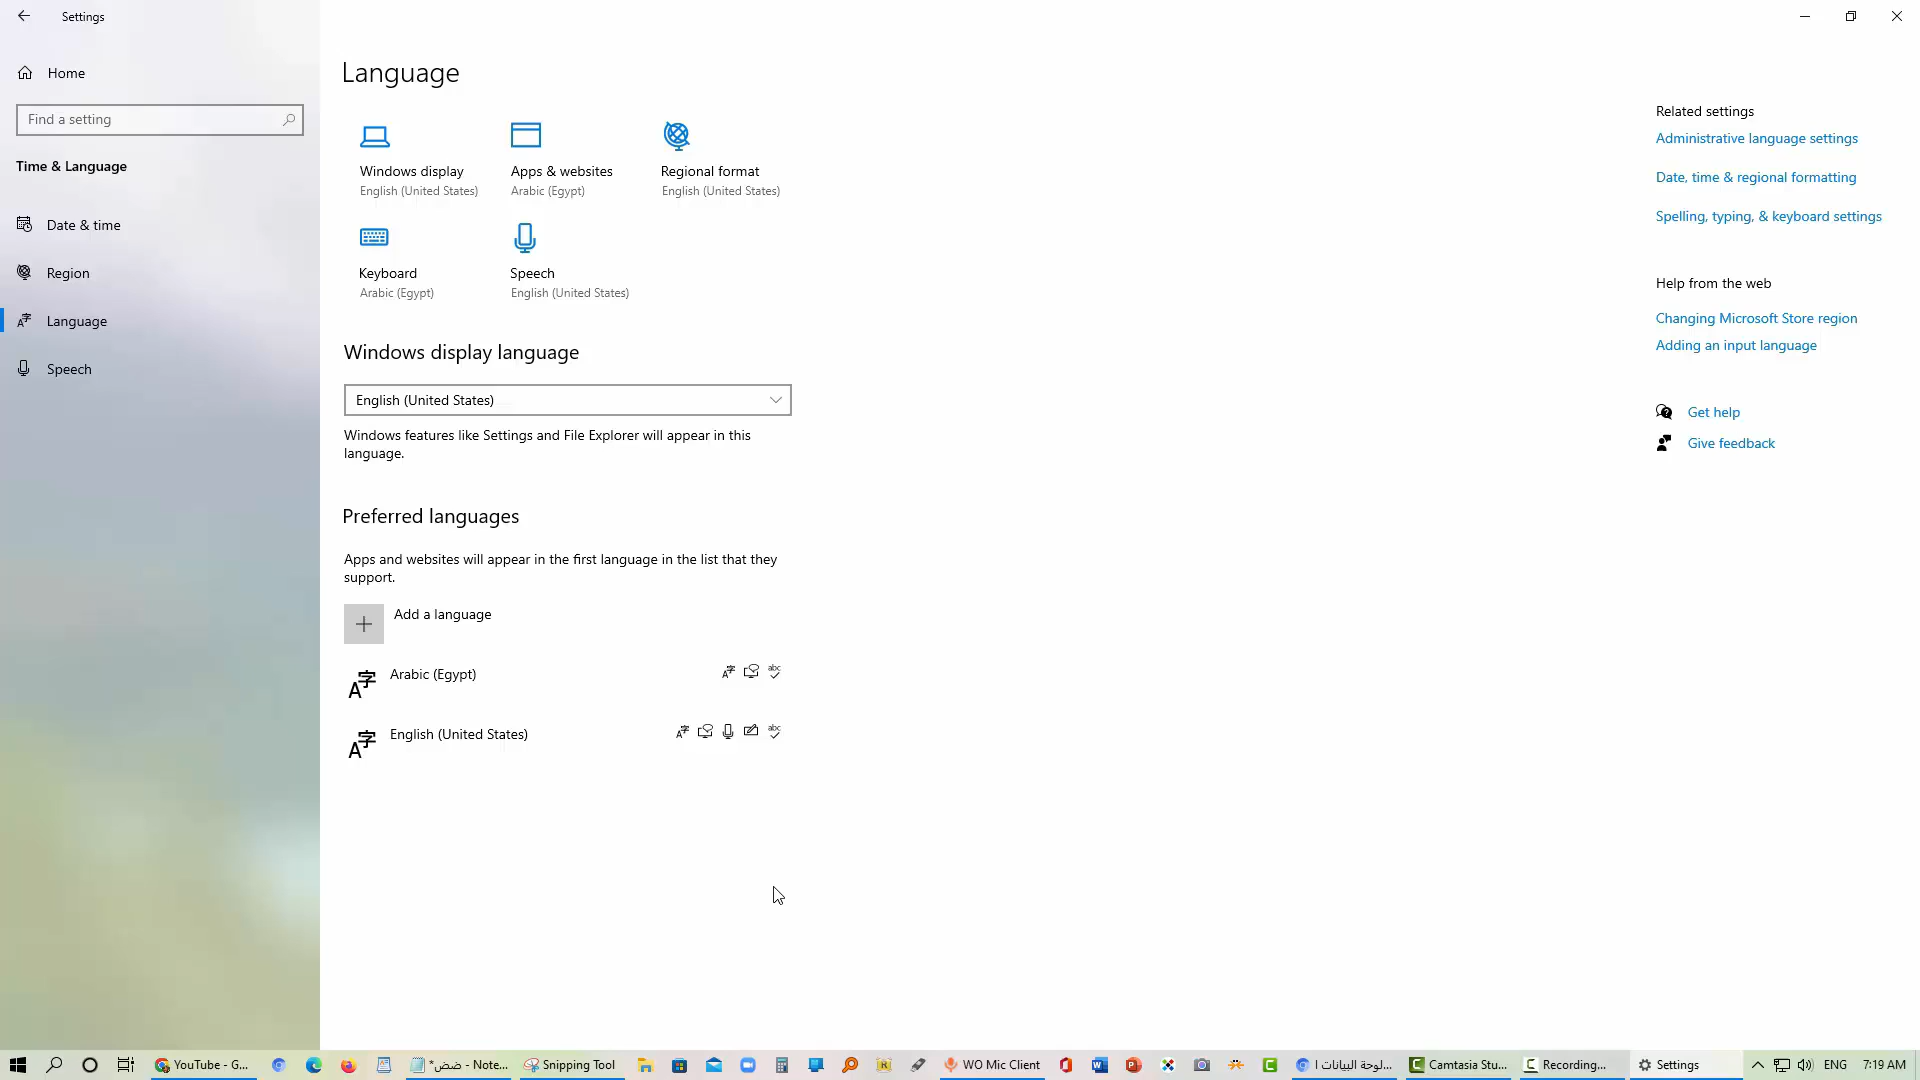 Settings
Home
Find a setting
Time & Language
Date & time
Region
Language
Speech
Language
Windows display
English (United States)
Apps & websites
Arabic (Egypt)
Regional format
English (United States)
Keyboard
Arabic (Egypt)
Speech
English (United States)
Windows display language
English (United States)
Windows features like Settings and File Explorer will appear in this
language.
Preferred languages
Apps and websites will appear in the first language in the list that they
support.
Add a language
Arabic (Egypt)
English (United States)
Related settings
Administrative language settings
Date, time & regional formatting
Spelling, typing, & keyboard settings
Help from the web
Changing Microsoft Store region
Adding an input language
Get help
Give feedback
YouTube - G...
*ضض - Note...
Snipping Tool
WO Mic Client
لوحة البيانات ا...
Camtasia Stu...
Recording...
Settings
ENG
7:19 AM